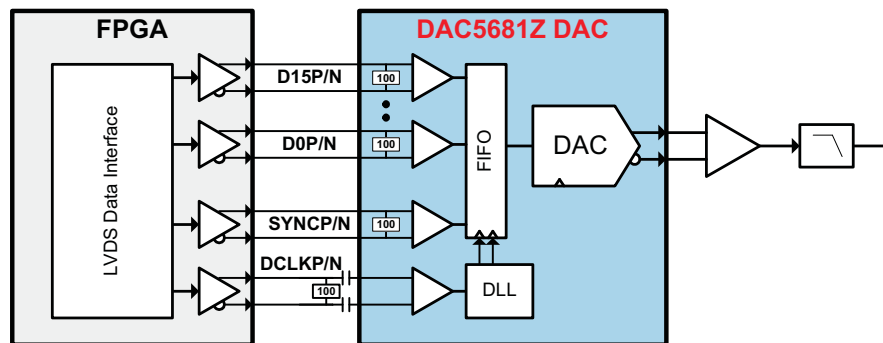 FPGA
DAC5681Z DAC
LVDS Data Interface
D15P/N
100
D0P/N
100
SYNCP/N
100
DCLKP/N
100
FIFO
DLL
DAC